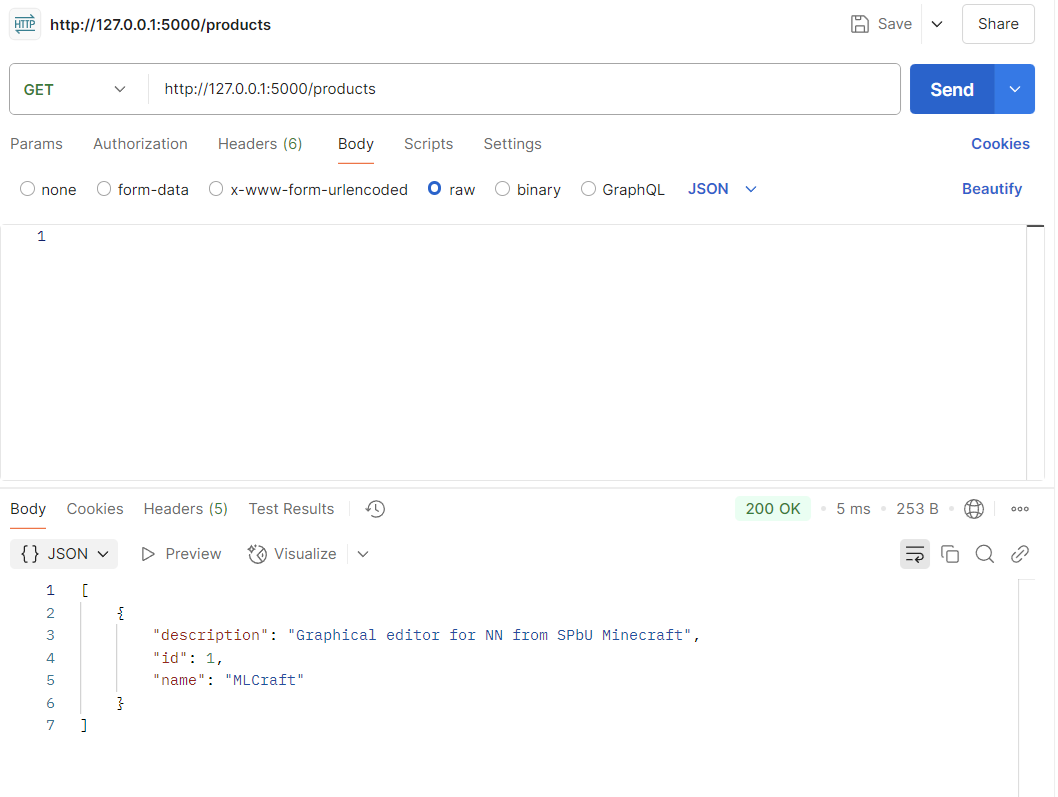 HTTP http://127.0.0.1:5000/products Save Share
GET http://127.0.0.1:5000/products Send
Params Authorization Headers (6) Body Scripts Settings Cookies
none form-data x-www-form-urlencoded raw binary GraphQL JSON Beautify
1
Body Cookies Headers (5) Test Results 200 OK • 5 ms • 253 B •
{} JSON Preview Visualize
1 [
2 {
3 "description": "Graphical editor for NN from SPbU Minecraft",
4 "id": 1,
5 "name": "MLCraft"
6 }
7 ]